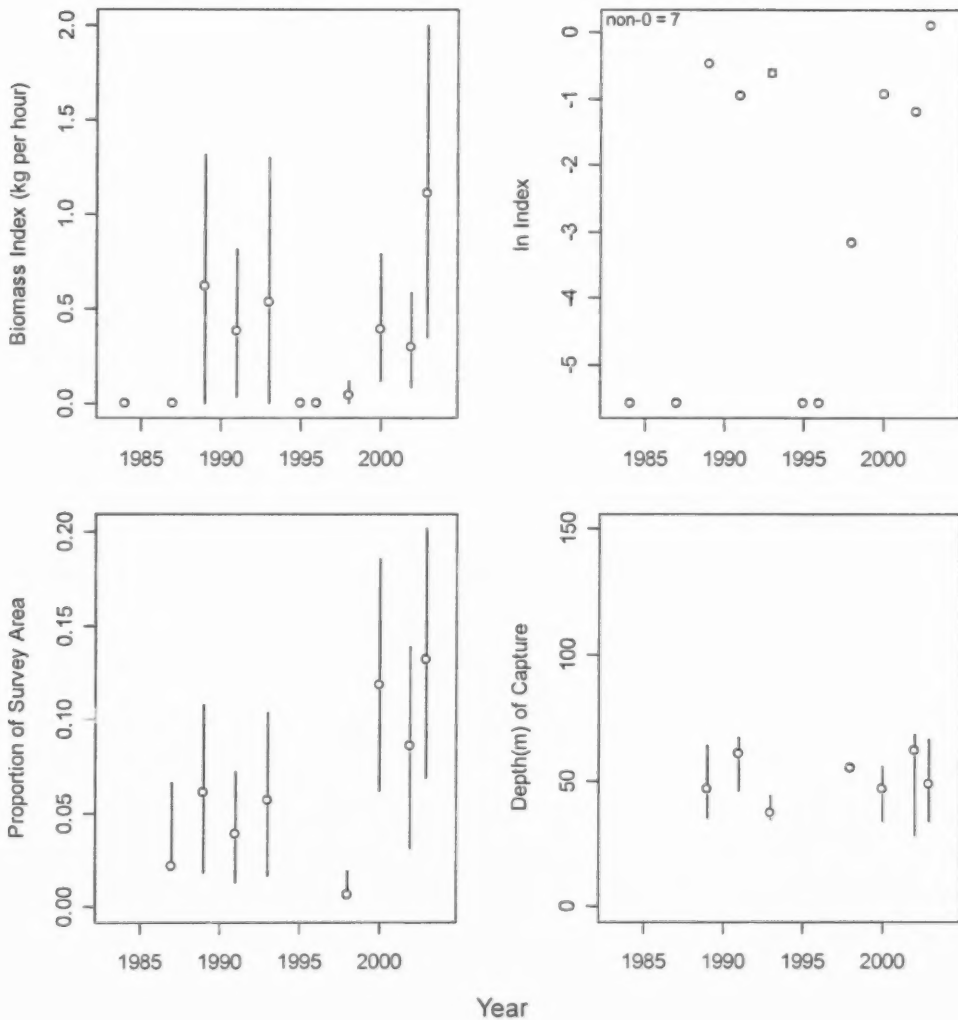 Biomass Index (kg per hour)
2.0
1.5
1.0
0.5
0.0
1985 1990 1995 2000
ln Index
non-0 = 7
0
-1
-2
-3
-4
-5
1985 1990 1995 2000
Proportion of Survey Area
0.20
0.15
0.10
0.05
0.00
1985 1990 1995 2000
Depth(m) of Capture
150
100
50
0
1985 1990 1995 2000
Year